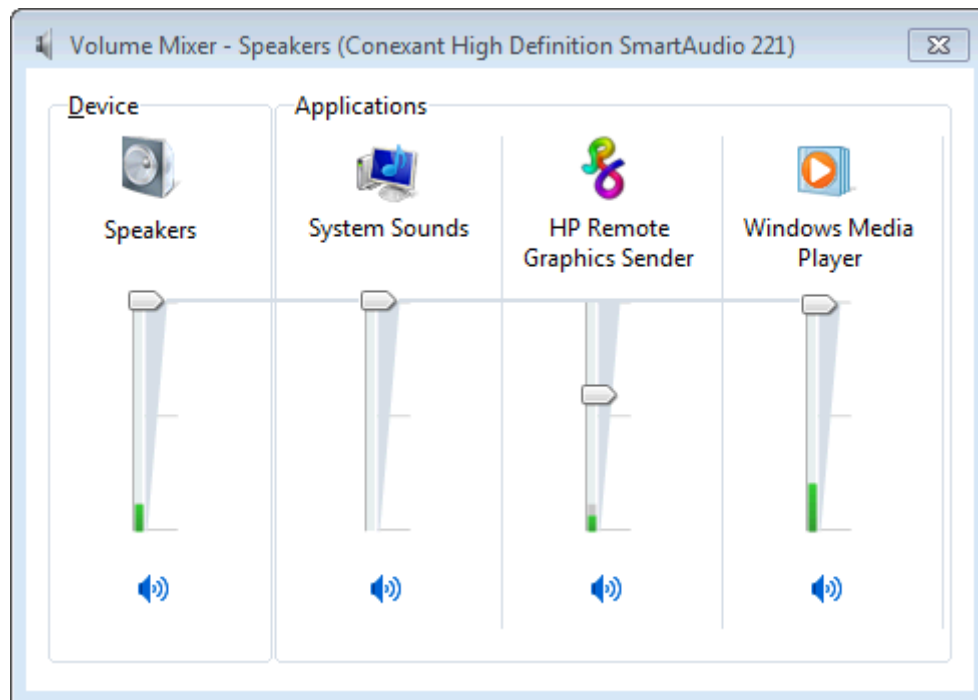 Volume Mixer - Speakers (Conexant High Definition SmartAudio 221)
Device
Applications
Speakers
System Sounds
HP Remote
Graphics Sender
Windows Media
Player